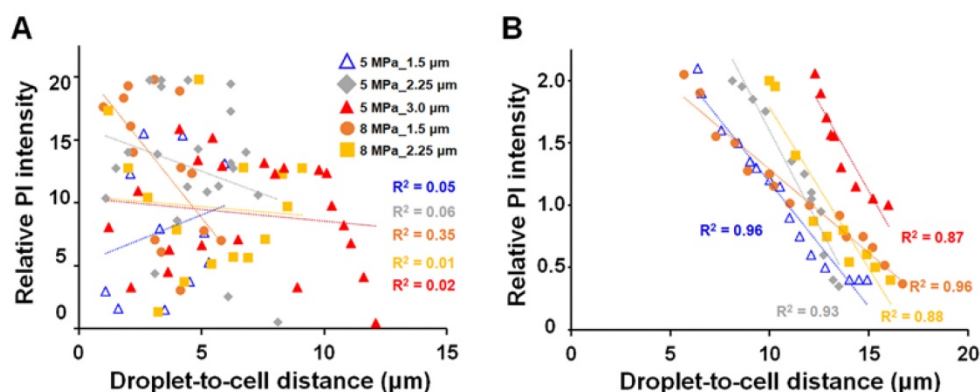 A
Relative PI intensity
20
15
10
5
0
0
5
10
15
Droplet-to-cell distance (μm)
5 MPa_1.5 μm
5 MPa_2.25 μm
5 MPa_3.0 μm
8 MPa_1.5 μm
8 MPa_2.25 μm
R² = 0.05
R² = 0.06
R² = 0.35
R² = 0.01
R² = 0.02
B
Relative PI intensity
2.0
1.5
1.0
0.5
0.0
0
5
10
15
20
Droplet-to-cell distance (μm)
R² = 0.96
R² = 0.87
R² = 0.96
R² = 0.93
R² = 0.88